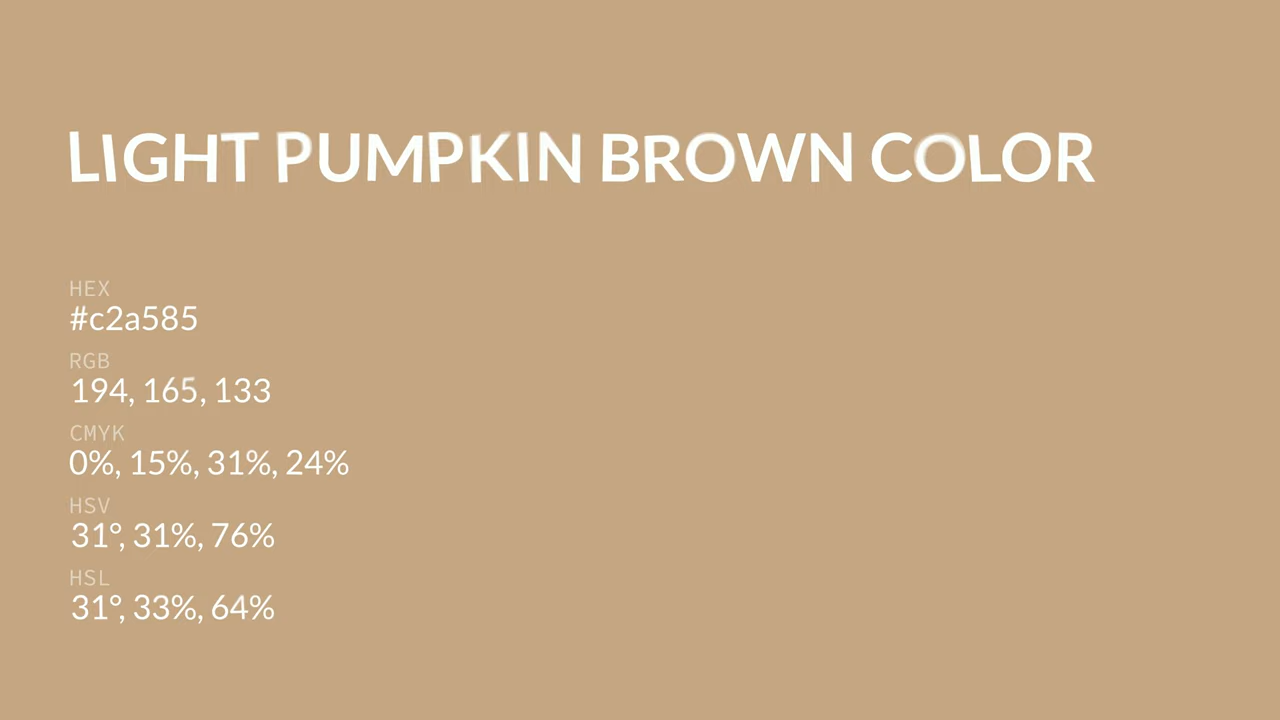 LIGHT PUMPKIN BROWN COLOR
HEX
#c2a585
RGB
194, 165, 133
CMYK
0%, 15%, 31%, 24%
HSV
31°, 31%, 76%
HSL
31°, 33%, 64%